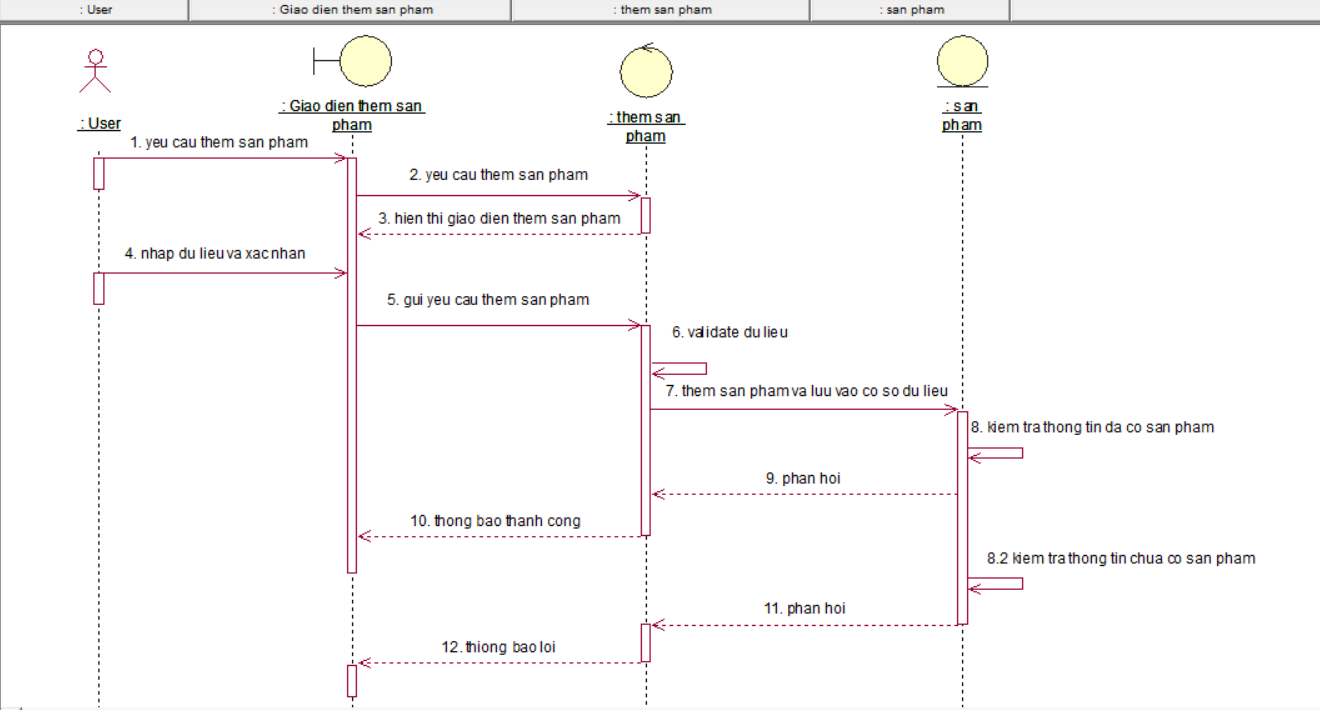 : User
: Giao dien them san pham
: them san pham
: san pham
: User
: Giao dien them san
pham
: them san
pham
: san
pham
1. yeu cau them san pham
2. yeu cau them san pham
3. hien thi giao dien them san pham
4. nhap du lieu va xac nhan
5. gui yeu cau them san pham
6. validate du lieu
7. them san pham va luu vao co so du lieu
8. kiem tra thong tin da co san pham
9. phan hoi
10. thong bao thanh cong
8.2 kiem tra thong tin chua co san pham
11. phan hoi
12. thiong bao loi